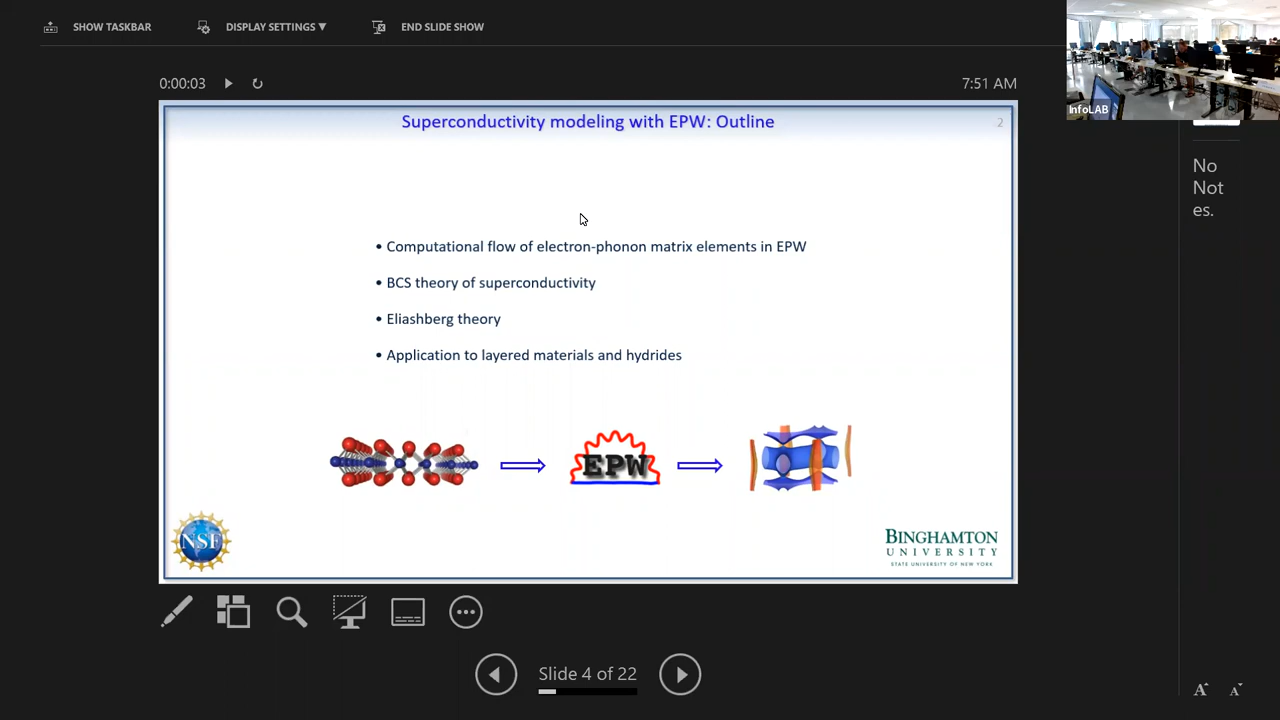 SHOW TASKBAR
DISPLAY SETTINGS ▼
END SLIDE SHOW
0:00:03
7:51 AM
InfoLAB
Superconductivity modeling with EPW: Outline
2
• Computational flow of electron-phonon matrix elements in EPW
• BCS theory of superconductivity
• Eliashberg theory
• Application to layered materials and hydrides
EPW
NSF
BINGHAMTON
UNIVERSITY
STATE UNIVERSITY OF NEW YORK
No
Not
es.
Slide 4 of 22
A
A